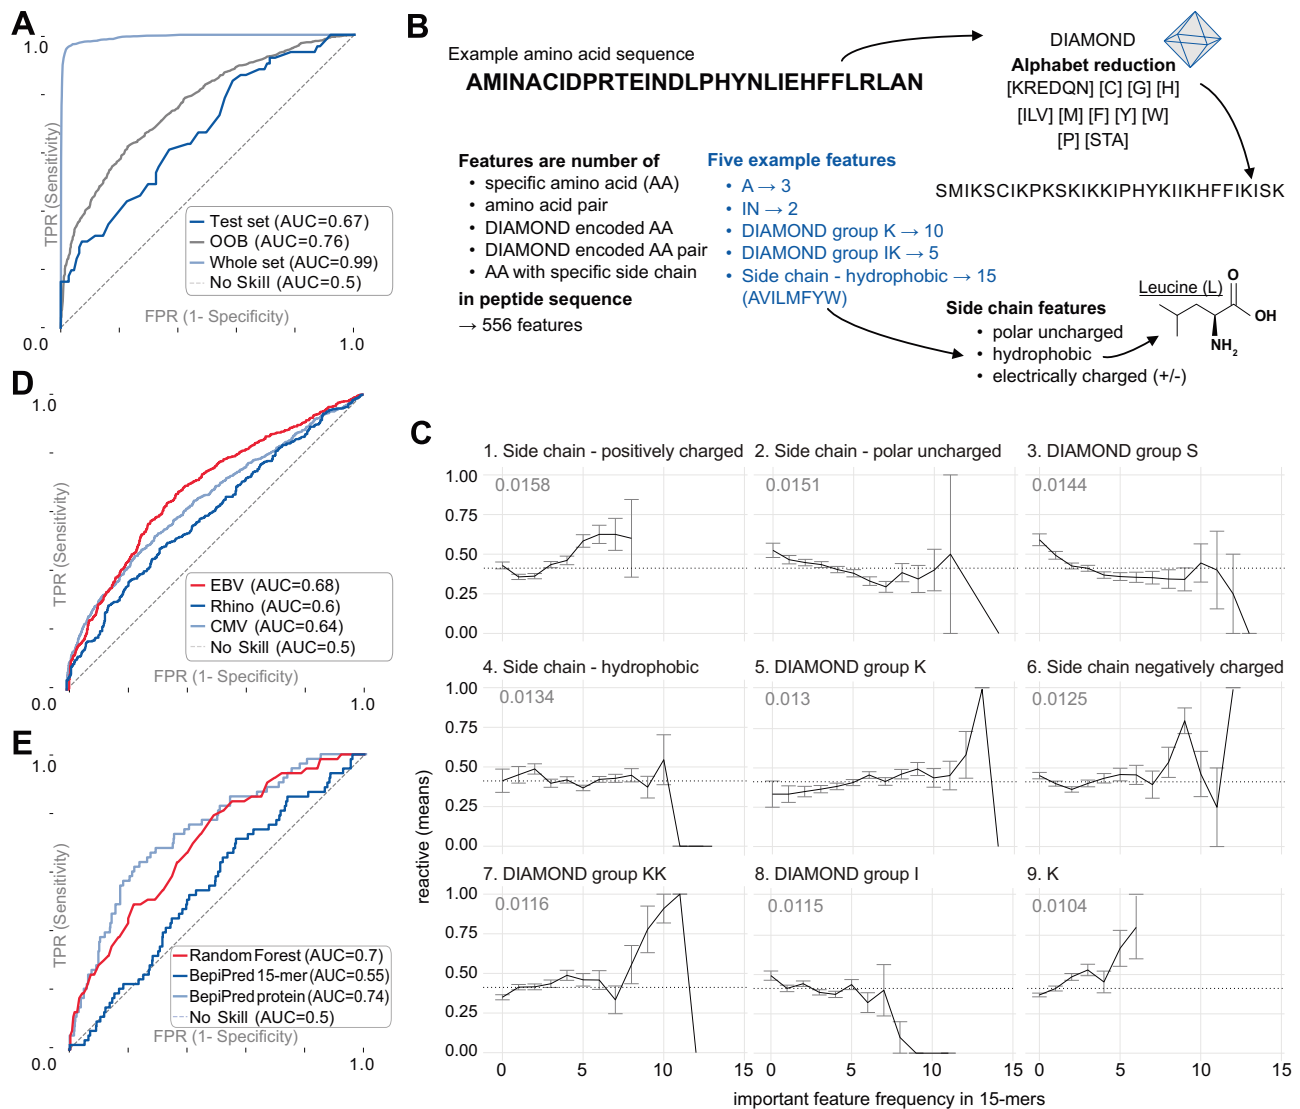 A
1.0
TPR (Sensitivity)
Test set (AUC=0.67)
OOB (AUC=0.76)
Whole set (AUC=0.99)
No Skill (AUC=0.5)
FPR (1- Specificity)
0.0
1.0
B
Example amino acid sequence
AMINACIDPRTEINDLPHYNLIEHFFLRLAN
DIAMOND
Alphabet reduction
[KREDQN] [C] [G] [H]
[ILV] [M] [F] [Y] [W]
[P] [STA]
SMIKSCIKPKSKIKKIPHYKIIKHFFIKISK
Features are number of
• specific amino acid (AA)
• amino acid pair
• DIAMOND encoded AA
• DIAMOND encoded AA pair
• AA with specific side chain
in peptide sequence
→ 556 features
Five example features
• A → 3
• IN → 2
• DIAMOND group K → 10
• DIAMOND group IK → 5
• Side chain - hydrophobic → 15
(AVILMFYW)
Side chain features
• polar uncharged
• hydrophobic
• electrically charged (+/-)
Leucine (L)
O
OH
NH2
D
1.0
TPR (Sensitivity)
EBV (AUC=0.68)
Rhino (AUC=0.6)
CMV (AUC=0.64)
No Skill (AUC=0.5)
FPR (1- Specificity)
0.0
1.0
E
1.0
TPR (Sensitivity)
Random Forest (AUC=0.7)
BepiPred 15-mer (AUC=0.55)
BepiPred protein (AUC=0.74)
No Skill (AUC=0.5)
FPR (1- Specificity)
0.0
1.0
C
1. Side chain - positively charged
0.0158
2. Side chain - polar uncharged
0.0151
3. DIAMOND group S
0.0144
1.00
0.75
0.50
0.25
0.00
4. Side chain - hydrophobic
0.0134
5. DIAMOND group K
0.013
6. Side chain negatively charged
0.0125
1.00
0.75
0.50
0.25
0.00
7. DIAMOND group KK
0.0116
8. DIAMOND group I
0.0115
9. K
0.0104
1.00
0.75
0.50
0.25
0.00
reactive (means)
0 5 10 15 0 5 10 15 0 5 10 15
important feature frequency in 15-mers